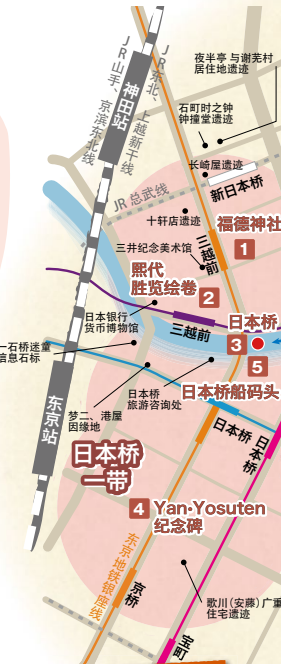 JR东北、上越新干线
JR山手、京滨东北线
神田站
夜半亭 与谢芜村
居住地遗迹
石町时之钟
钟撞堂遗迹
长崎屋遗迹
新日本桥
JR 总武线
十轩店遗迹
福德神社
1
三井纪念美术馆
三越前
熙代
胜览绘卷
2
日本银行
货币博物馆
三越前
日本桥
3
5
一石桥迷童
信息石标
日本桥
旅游咨询处
日本桥船码头
梦二、港屋
因缘地
东京站
日本桥
日本桥
日本桥
一带
4
Yan·Yosuten
纪念碑
东京地铁银座线
京桥
歌川（安藤）广重
住宅遗迹
宝町